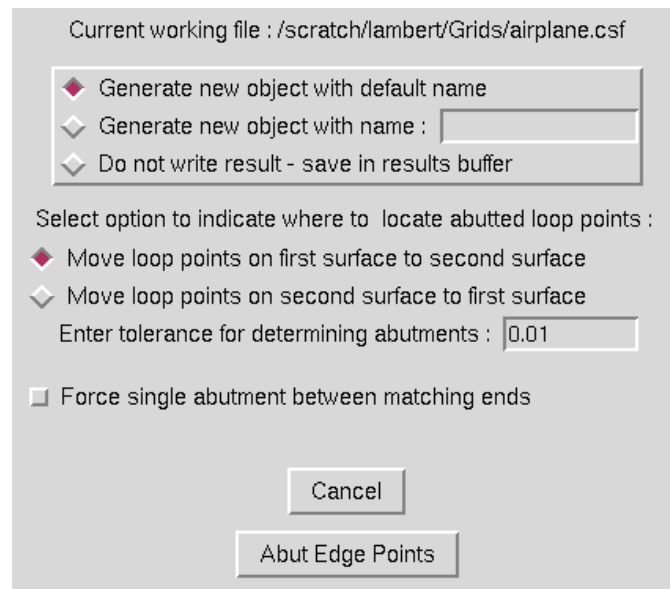 Current working file : /scratch/lambert/Grids/airplane.csf
Generate new object with default name
Generate new object with name :
Do not write result - save in results buffer
Select option to indicate where to locate abutted loop points :
Move loop points on first surface to second surface
Move loop points on second surface to first surface
Enter tolerance for determining abutments : 0.01
Force single abutment between matching ends
Cancel
Abut Edge Points